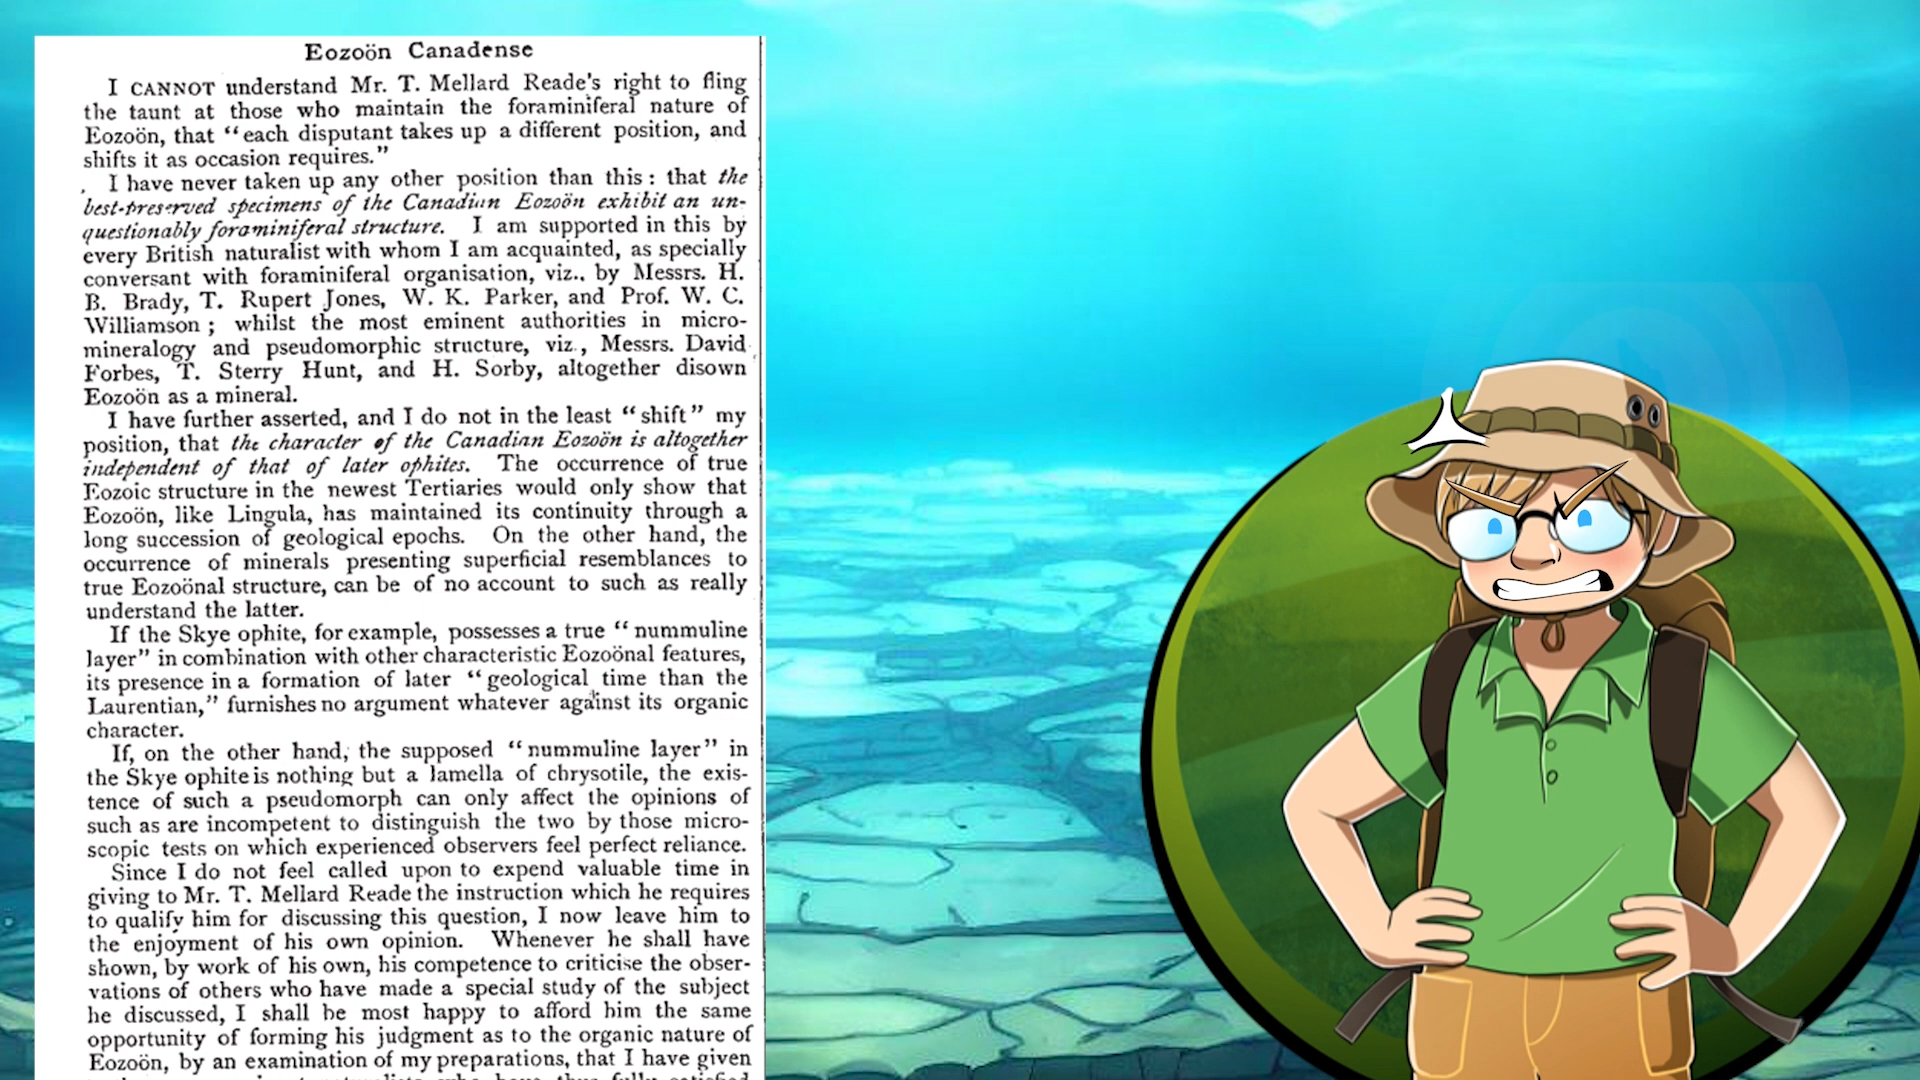 Eozoön Canadense
I CANNOT understand Mr. T. Mellard Reade's right to fling
the taunt at those who maintain the foraminiferal nature of
Eozoön, that “each disputant takes up a different position, and
shifts it as occasion requires.”
I have never taken up any other position than this: that the
best-preserved specimens of the Canadian Eozoön exhibit an un-
questionably foraminiferal structure. I am supported in this by
every British naturalist with whom I am acquainted, as specially
conversant with foraminiferal organisation, viz., by Messrs. H.
B. Brady, T. Rupert Jones, W. K. Parker, and Prof. W. C.
Williamson; whilst the most eminent authorities in micro-
mineralogy and pseudomorphic structure, viz., Messrs. David
Forbes, T. Sterry Hunt, and H. Sorby, altogether disown
Eozoön as a mineral.
I have further asserted, and I do not in the least “shift” my
position, that the character of the Canadian Eozoön is altogether
independent of that of later ophites. The occurrence of true
Eozoic structure in the newest Tertiaries would only show that
Eozoön, like Lingula, has maintained its continuity through a
long succession of geological epochs. On the other hand, the
occurrence of minerals presenting superficial resemblances to
true Eozoönal structure, can be of no account to such as really
understand the latter.
If the Skye ophite, for example, possesses a true “nummuline
layer” in combination with other characteristic Eozoönal features,
its presence in a formation of later “geological time than the
Laurentian,” furnishes no argument whatever against its organic
character.
If, on the other hand, the supposed “nummuline layer” in
the Skye ophite is nothing but a lamella of chrysotile, the exis-
tence of such a pseudomorph can only affect the opinions of
such as are incompetent to distinguish the two by those micro-
scopic tests on which experienced observers feel perfect reliance.
Since I do not feel called upon to expend valuable time in
giving to Mr. T. Mellard Reade the instruction which he requires
to qualify him for discussing this question, I now leave him to
the enjoyment of his own opinion. Whenever he shall have
shown, by work of his own, his competence to criticise the obser-
vations of others who have made a special study of the subject
he discussed, I shall be most happy to afford him the same
opportunity of forming his judgment as to the organic nature of
Eozoön, by an examination of my preparations, that I have given